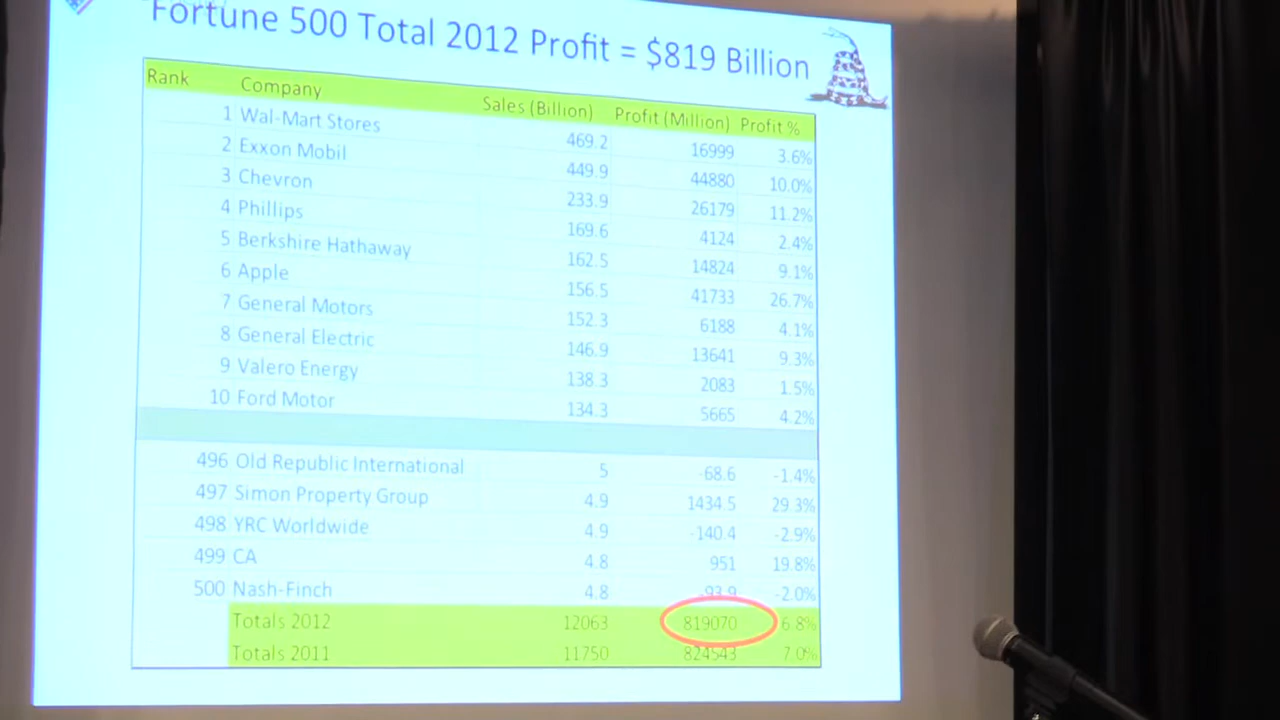 Fortune 500 Total 2012 Profit = $819 Billion
Rank Company Sales (Billion) Profit (Million) Profit %
1 Wal-Mart Stores 469.2 16999 3.6%
2 Exxon Mobil 449.9 44880 10.0%
3 Chevron 233.9 26179 11.2%
4 Phillips 169.6 4124 2.4%
5 Berkshire Hathaway 162.5 14824 9.1%
6 Apple 156.5 41733 26.7%
7 General Motors 152.3 6188 4.1%
8 General Electric 146.9 13641 9.3%
9 Valero Energy 138.3 2083 1.5%
10 Ford Motor 134.3 5665 4.2%
496 Old Republic International 5 -68.6 -1.4%
497 Simon Property Group 4.9 1434.5 29.3%
498 YRC Worldwide 4.9 -140.4 -2.9%
499 CA 4.8 951 19.8%
500 Nash-Finch 4.8 -93.9 -2.0%
Totals 2012 12063 819070 6.8%
Totals 2011 11750 824543 7.0%